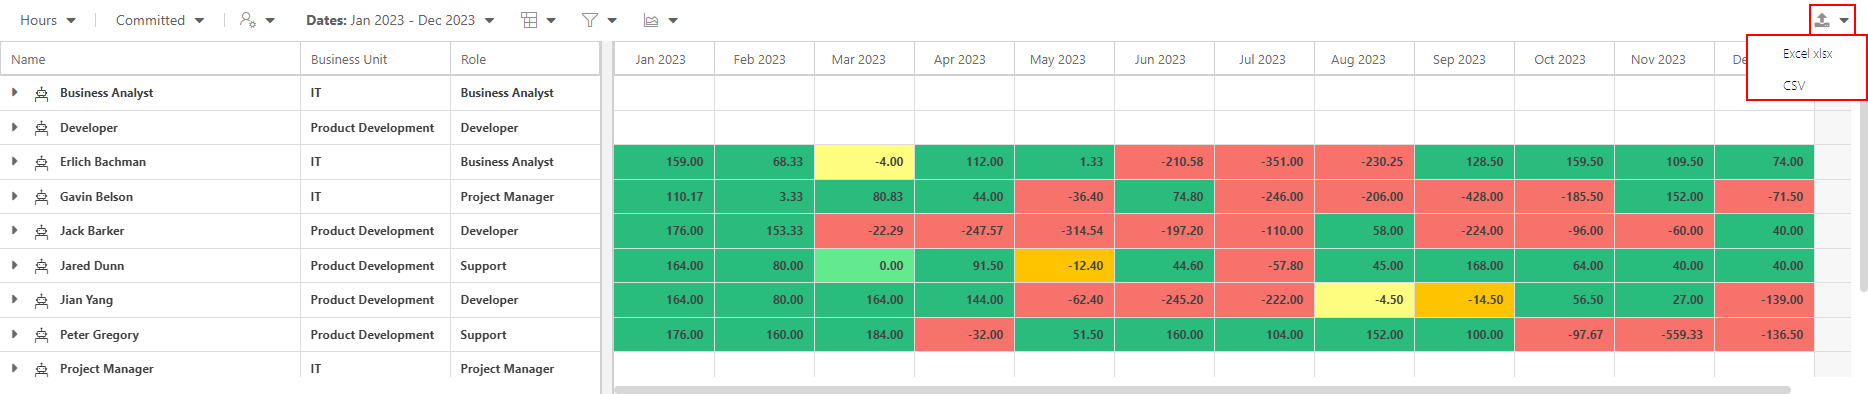 Hours Committed Dates: Jan 2023 - Dec 2023
Excel xlsx
CSV
Name Business Unit Role Jan 2023 Feb 2023 Mar 2023 Apr 2023 May 2023 Jun 2023 Jul 2023 Aug 2023 Sep 2023 Oct 2023 Nov 2023 De
Business Analyst IT Business Analyst
Developer Product Development Developer
Erlich Bachman IT Business Analyst 159.00 68.33 -4.00 112.00 1.33 -210.58 -351.00 -230.25 128.50 159.50 109.50 74.00
Gavin Belson IT Project Manager 110.17 3.33 80.83 44.00 -36.40 74.80 -246.00 -206.00 -428.00 -185.50 152.00 -71.50
Jack Barker Product Development Developer 176.00 153.33 -22.29 -247.57 -314.54 -197.20 -110.00 58.00 -224.00 -96.00 -60.00 40.00
Jared Dunn Product Development Support 164.00 80.00 0.00 91.50 -12.40 44.60 -57.80 45.00 168.00 64.00 40.00 40.00
Jian Yang Product Development Developer 164.00 80.00 164.00 144.00 -62.40 -245.20 -222.00 -4.50 -14.50 56.50 27.00 -139.00
Peter Gregory Product Development Support 176.00 160.00 184.00 -32.00 51.50 160.00 104.00 152.00 100.00 -97.67 -559.33 -136.50
Project Manager IT Project Manager